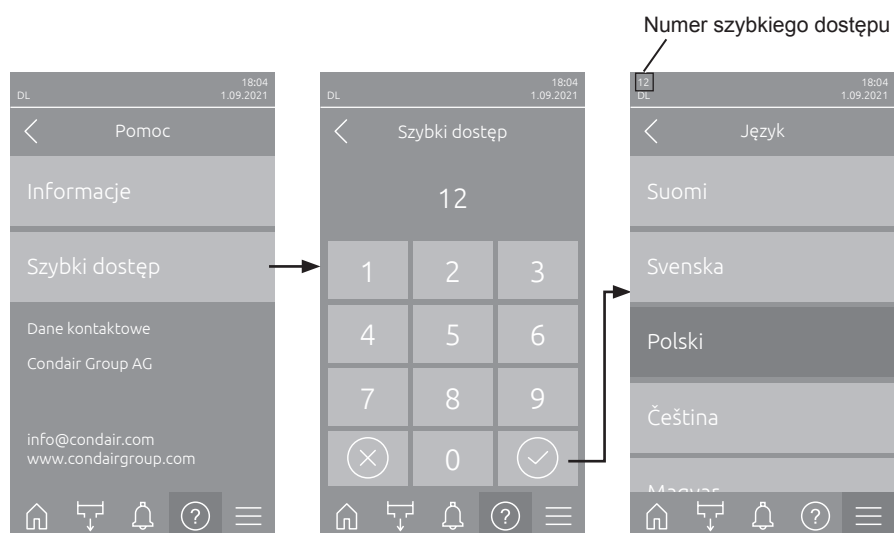 Numer szybkiego dostępu
18:04
DL 1.09.2021
Pomoc
Informacje
Szybki dostęp
Dane kontaktowe
Condair Group AG
info@condair.com
www.condairgroup.com
18:04
DL 1.09.2021
Szybki dostęp
12
1 2 3
4 5 6
7 8 9
0
12 18:04
DL 1.09.2021
Język
Suomi
Svenska
Polski
Čeština
Magyar